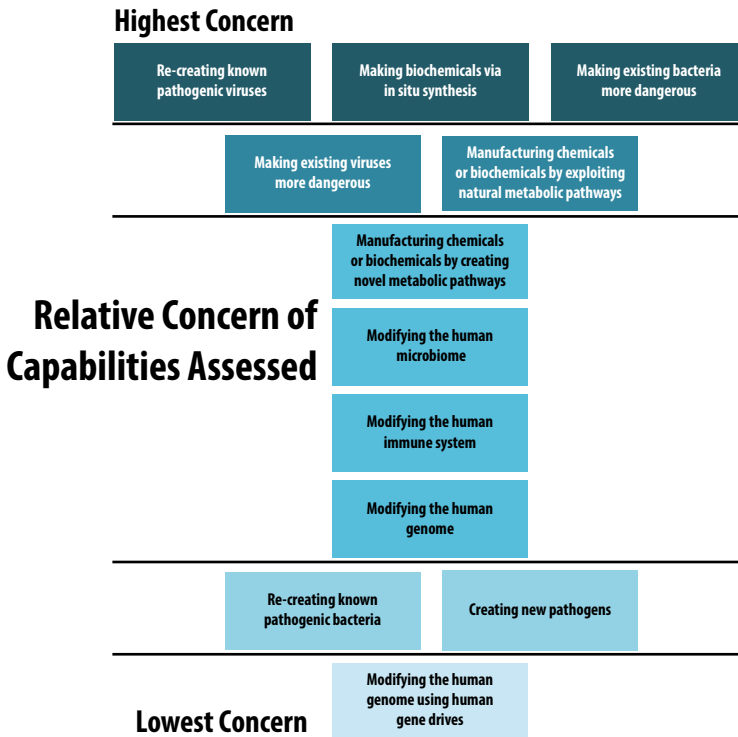 Highest Concern
Re-creating known
pathogenic viruses
Making biochemicals via
in situ synthesis
Making existing bacteria
more dangerous
Making existing viruses
more dangerous
Manufacturing chemicals
or biochemicals by exploiting
natural metabolic pathways
Manufacturing chemicals
or biochemicals by creating
novel metabolic pathways
Relative Concern of
Capabilities Assessed
Modifying the human
microbiome
Modifying the human
immune system
Modifying the human
genome
Re-creating known
pathogenic bacteria
Creating new pathogens
Modifying the human
genome using human
gene drives
Lowest Concern